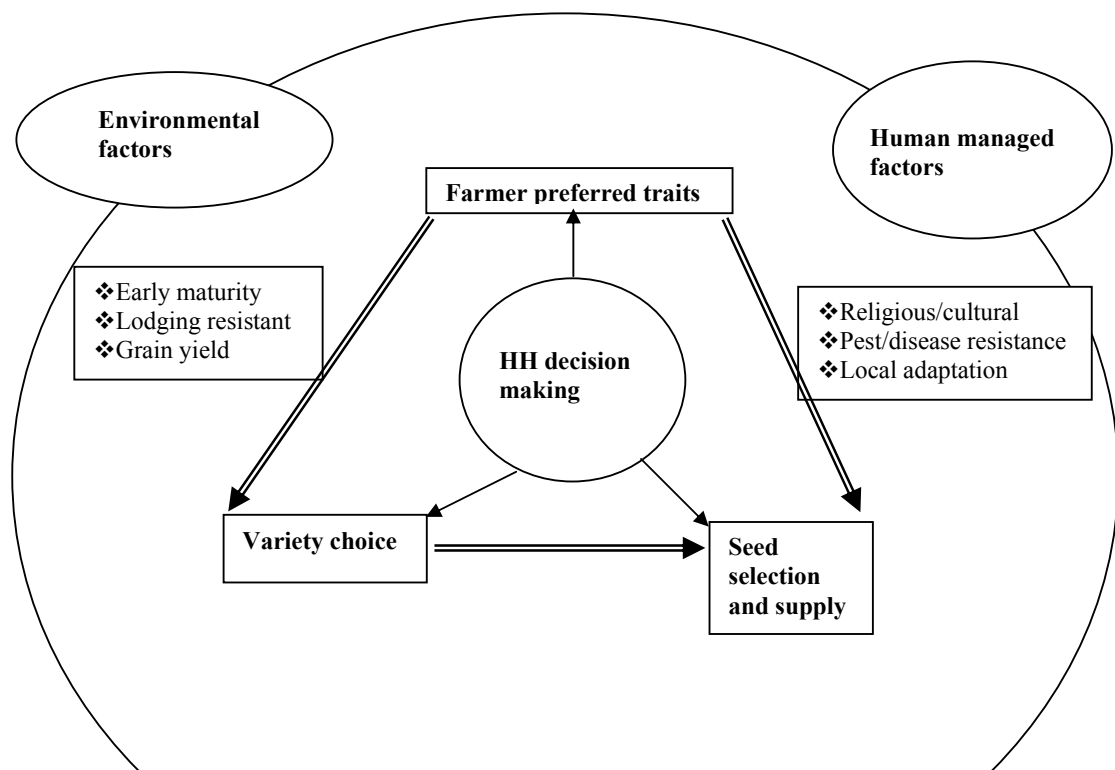 Environmental
factors
Human managed
factors
Farmer preferred traits
❖Early maturity
❖Lodging resistant
❖Grain yield
❖Religious/cultural
❖Pest/disease resistance
❖Local adaptation
HH decision
making
Variety choice
Seed
selection
and supply